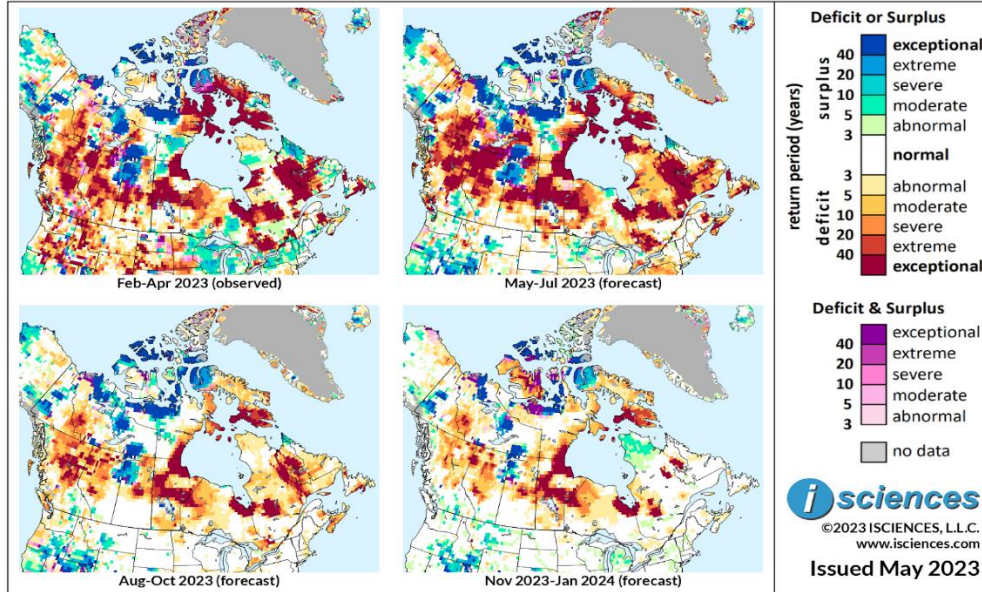 Feb-Apr 2023 (observed)
May-Jul 2023 (forecast)
Aug-Oct 2023 (forecast)
Nov 2023-Jan 2024 (forecast)
Deficit or Surplus
return period (years)
surplus
deficit
40
exceptional
20
extreme
10
severe
5
moderate
3
abnormal
normal
3
abnormal
5
moderate
10
severe
20
extreme
40
exceptional
Deficit & Surplus
exceptional
40
extreme
20
severe
10
moderate
5
abnormal
3
no data
i sciences
©2023 ISCIENCES, L.L.C.
www.isciences.com
Issued May 2023